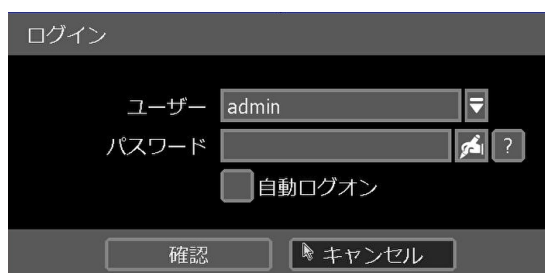 ログイン
ユーザー admin
パスワード ?
自動ログオン
確認 キャンセル